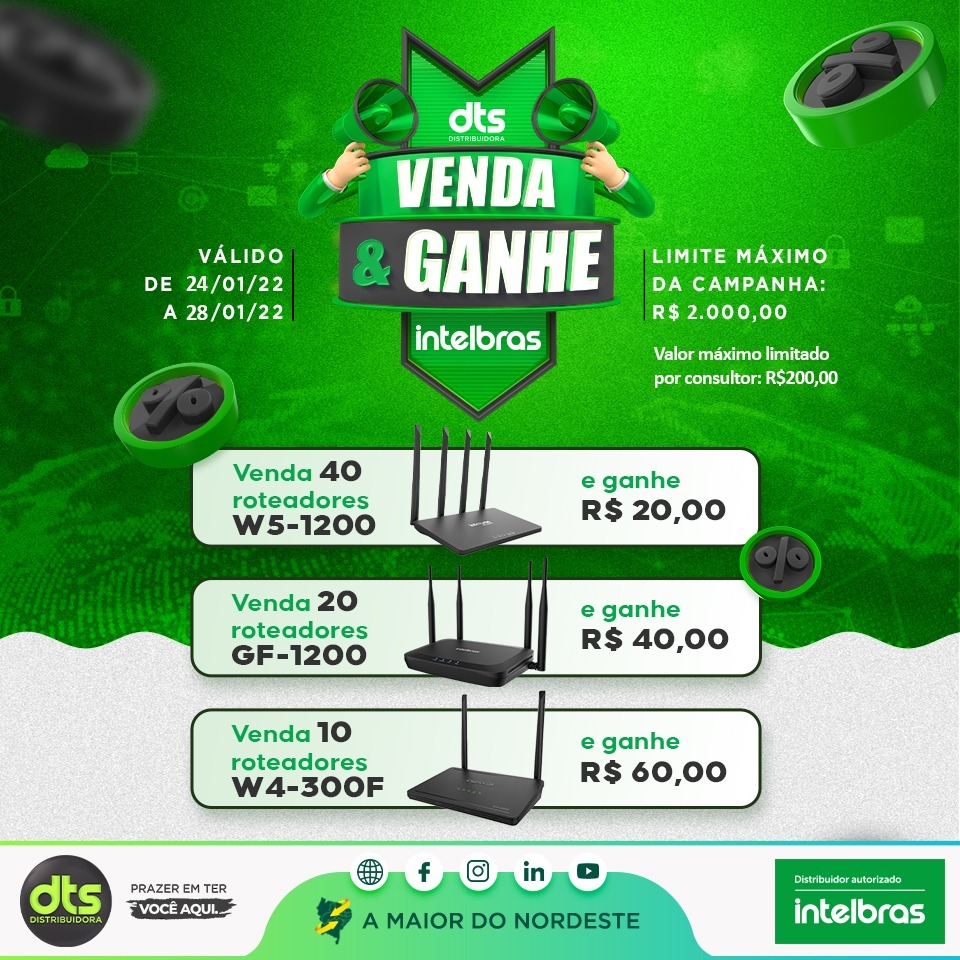 dts
DISTRIBUIDORA
VENDA
& GANHE
intelbras
VÁLIDO
DE 24/01/22
A 28/01/22
LIMITE MÁXIMO
DA CAMPANHA:
R$ 2.000,00
Valor máximo limitado
por consultor: R$200,00
Venda 40
roteadores
W5-1200
e ganhe
R$ 20,00
Venda 20
roteadores
GF-1200
intelbras
e ganhe
R$ 40,00
Venda 10
roteadores
W4-300F
e ganhe
R$ 60,00
dts
DISTRIBUIDORA
PRAZER EM TER
VOCÊ AQUI.
A MAIOR DO NORDESTE
Distribuidor autorizado
intelbras